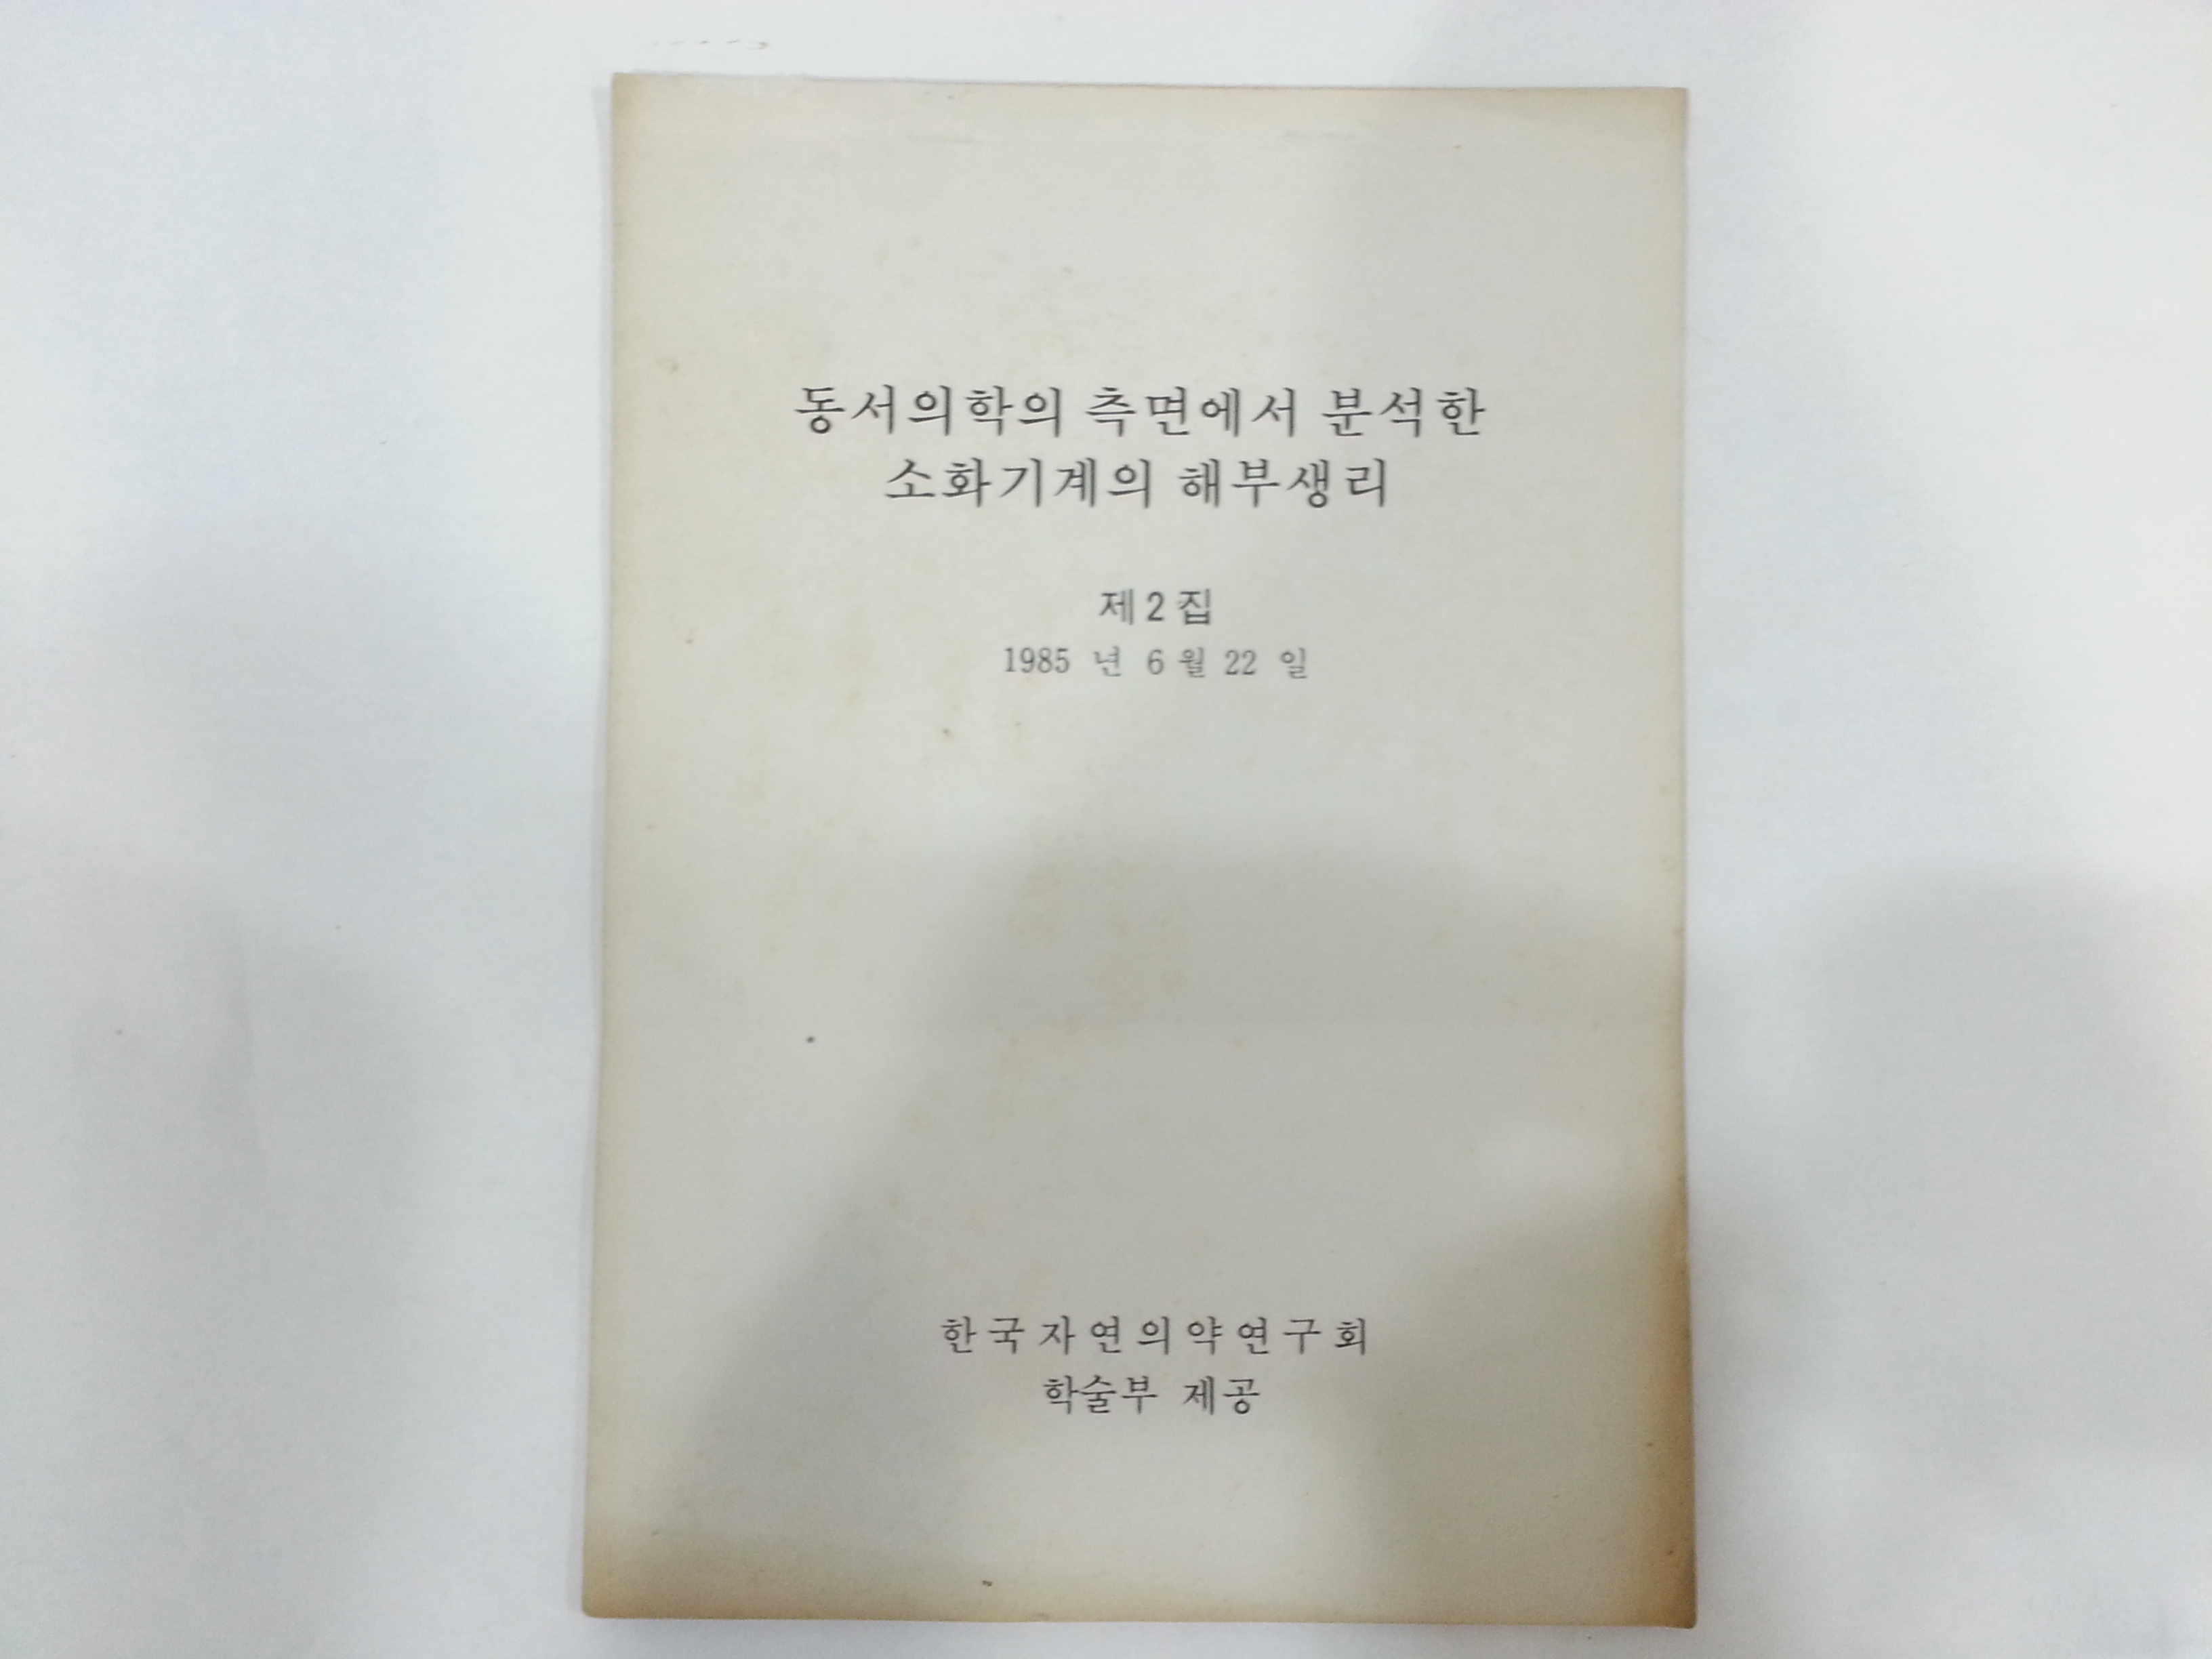 동서의학의 측면에서 분석한
소화기계의 해부생리
제2집
1985 년 6 월 22 일
한국자연의약연구회
학술부 제공